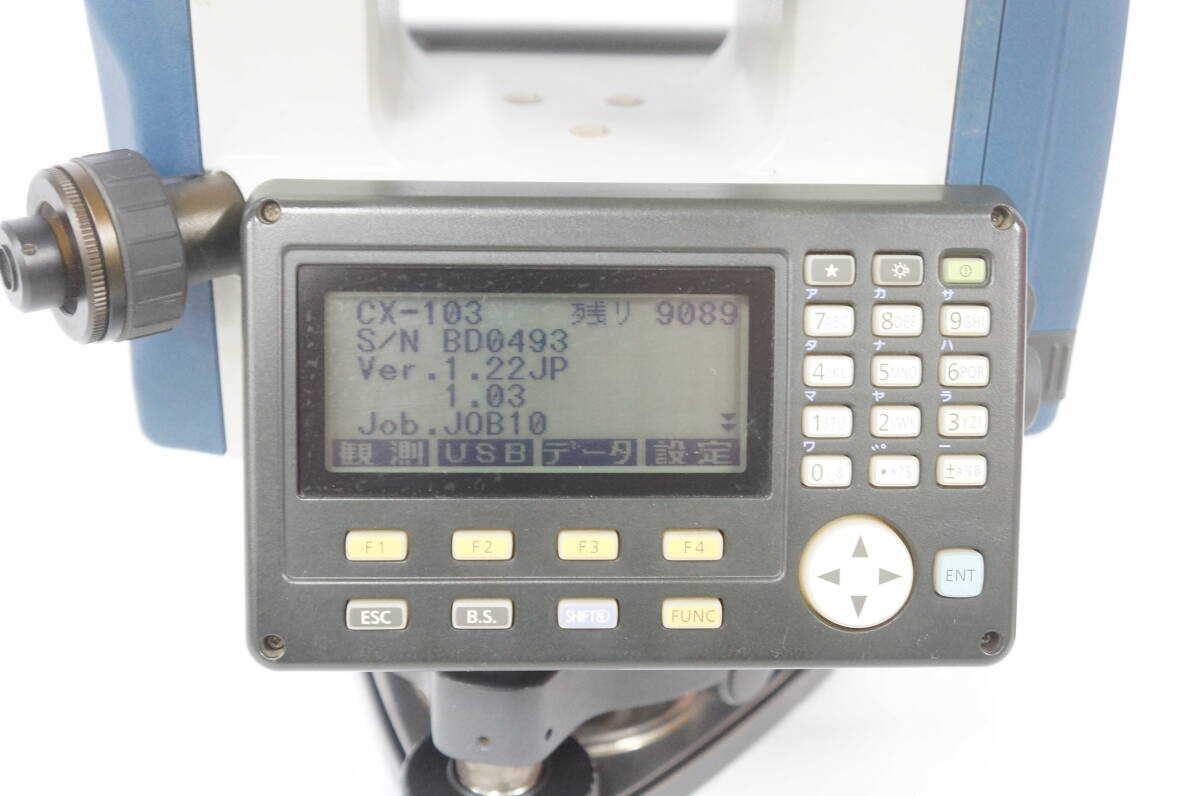 CX-103 残り 9089
S/N BD0493
Ver.1.22JP
1.03
Job.JOB10
観測 USB データ 設定
F1 F2 F3 F4
ESC B.S. SHIFT FUNC
★
ア カ サ
7ABC 8DEF 9GHI
タ ナ ハ
4JKL 5MNO 6PQR
マ ヤ ラ
1STU 2VWX 3YZ
ワ ー
0_& ±#%@
ENT